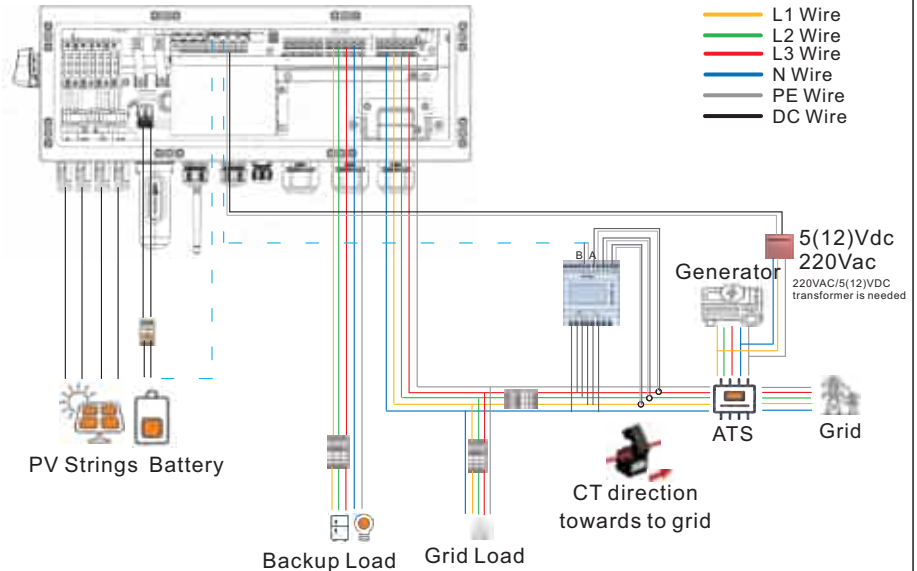 L1 Wire
L2 Wire
L3 Wire
N Wire
PE Wire
DC Wire
B A
5(12)Vdc
220Vac
220VAC/5(12)VDC
transformer is needed
Generator
ATS
Grid
PV Strings
Battery
CT direction
towards to grid
Backup Load
Grid Load